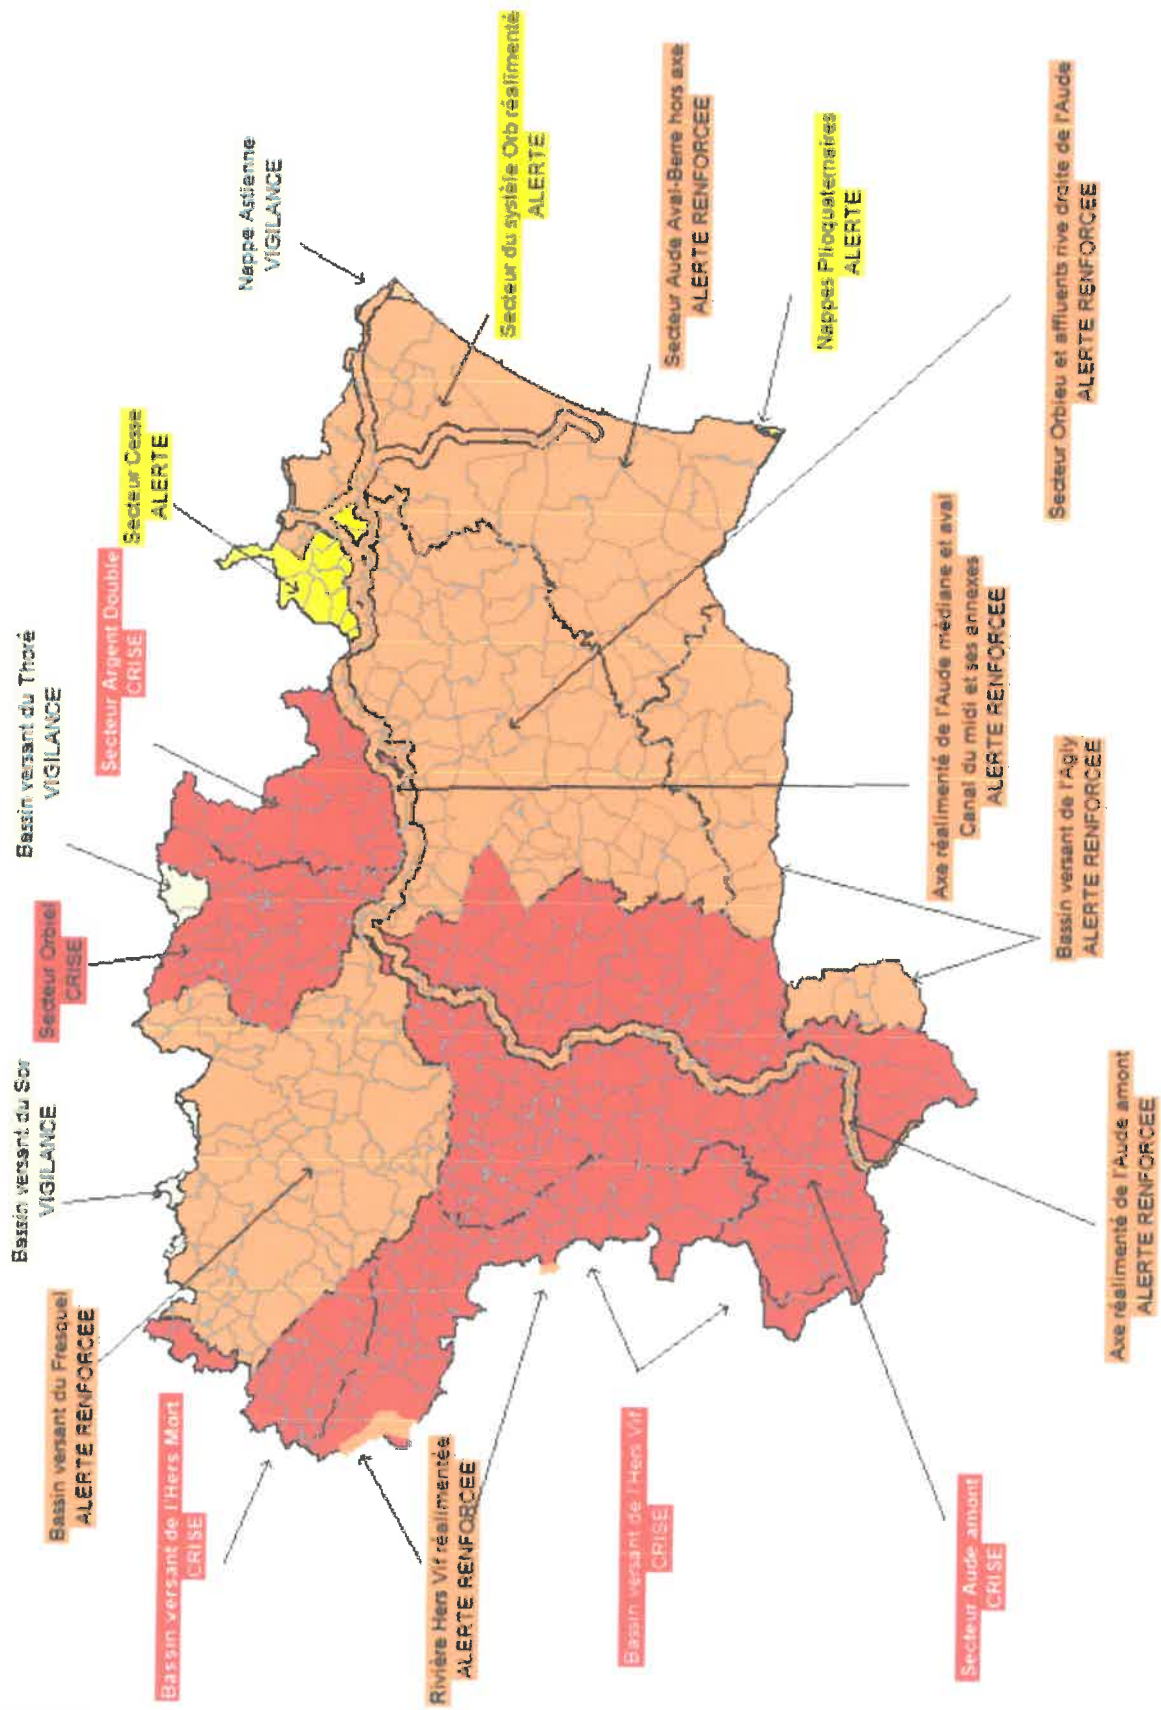 Bassin versant du Sor
VIGILANCE
Bassin versant du Thoré
VIGILANCE
Nappe Astienne
VIGILANCE
Bassin versant du Fresquel
ALERTE RENFORCEE
Secteur Orbiel
CRISE
Secteur Argent Double
CRISE
Secteur Cesse
ALERTE
Secteur du systéle Orb réalimenté
ALERTE
Bassin versant de l'Hers Mort
CRISE
Secteur Aude Aval-Berre hors axe
ALERTE RENFORCEE
Rivière Hers Vif réalimentée
ALERTE RENFORCEE
Nappes Plioquaternaires
ALERTE
Bassin versant de l'Hers Vif
CRISE
Secteur Orbieu et affluents rive droite de l'Aude
ALERTE RENFORCEE
Axe réalimenté de l'Aude médiane et aval
Canal du midi et ses annexes
ALERTE RENFORCEE
Secteur Aude amont
CRISE
Bassin versant de l'Agly
ALERTE RENFORCEE
Axe réalimenté de l'Aude amont
ALERTE RENFORCEE